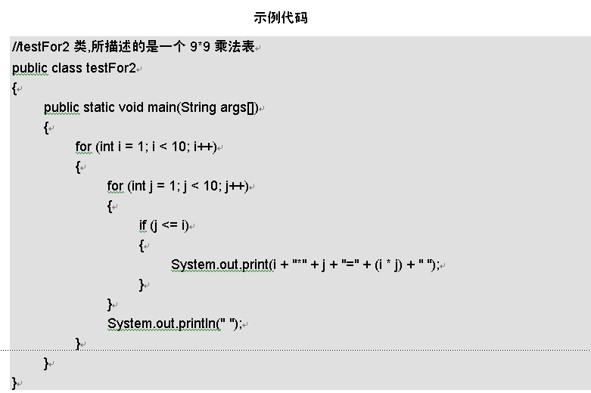 示例代码
//testFor2 类,所描述的是一个 9*9 乘法表
public class testFor2
{
public static void main(String args[])
{
for (int i = 1; i < 10; i++)
{
for (int j = 1; j < 10; j++)
{
if (j <= i)
{
System.out.print(i + "*" + j + "=" + (i * j) + " ");
}
}
System.out.println(" ");
}
}
}